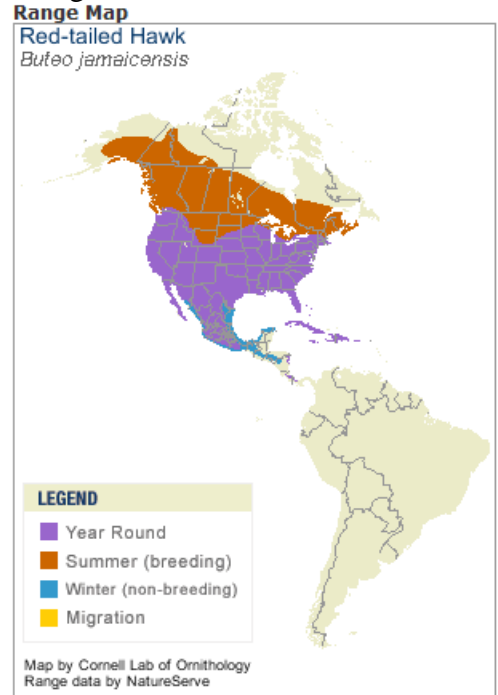 Range Map
Red-tailed Hawk
Buteo jamaicensis
LEGEND
Year Round
Summer (breeding)
Winter (non-breeding)
Migration
Map by Cornell Lab of Ornithology
Range data by NatureServe